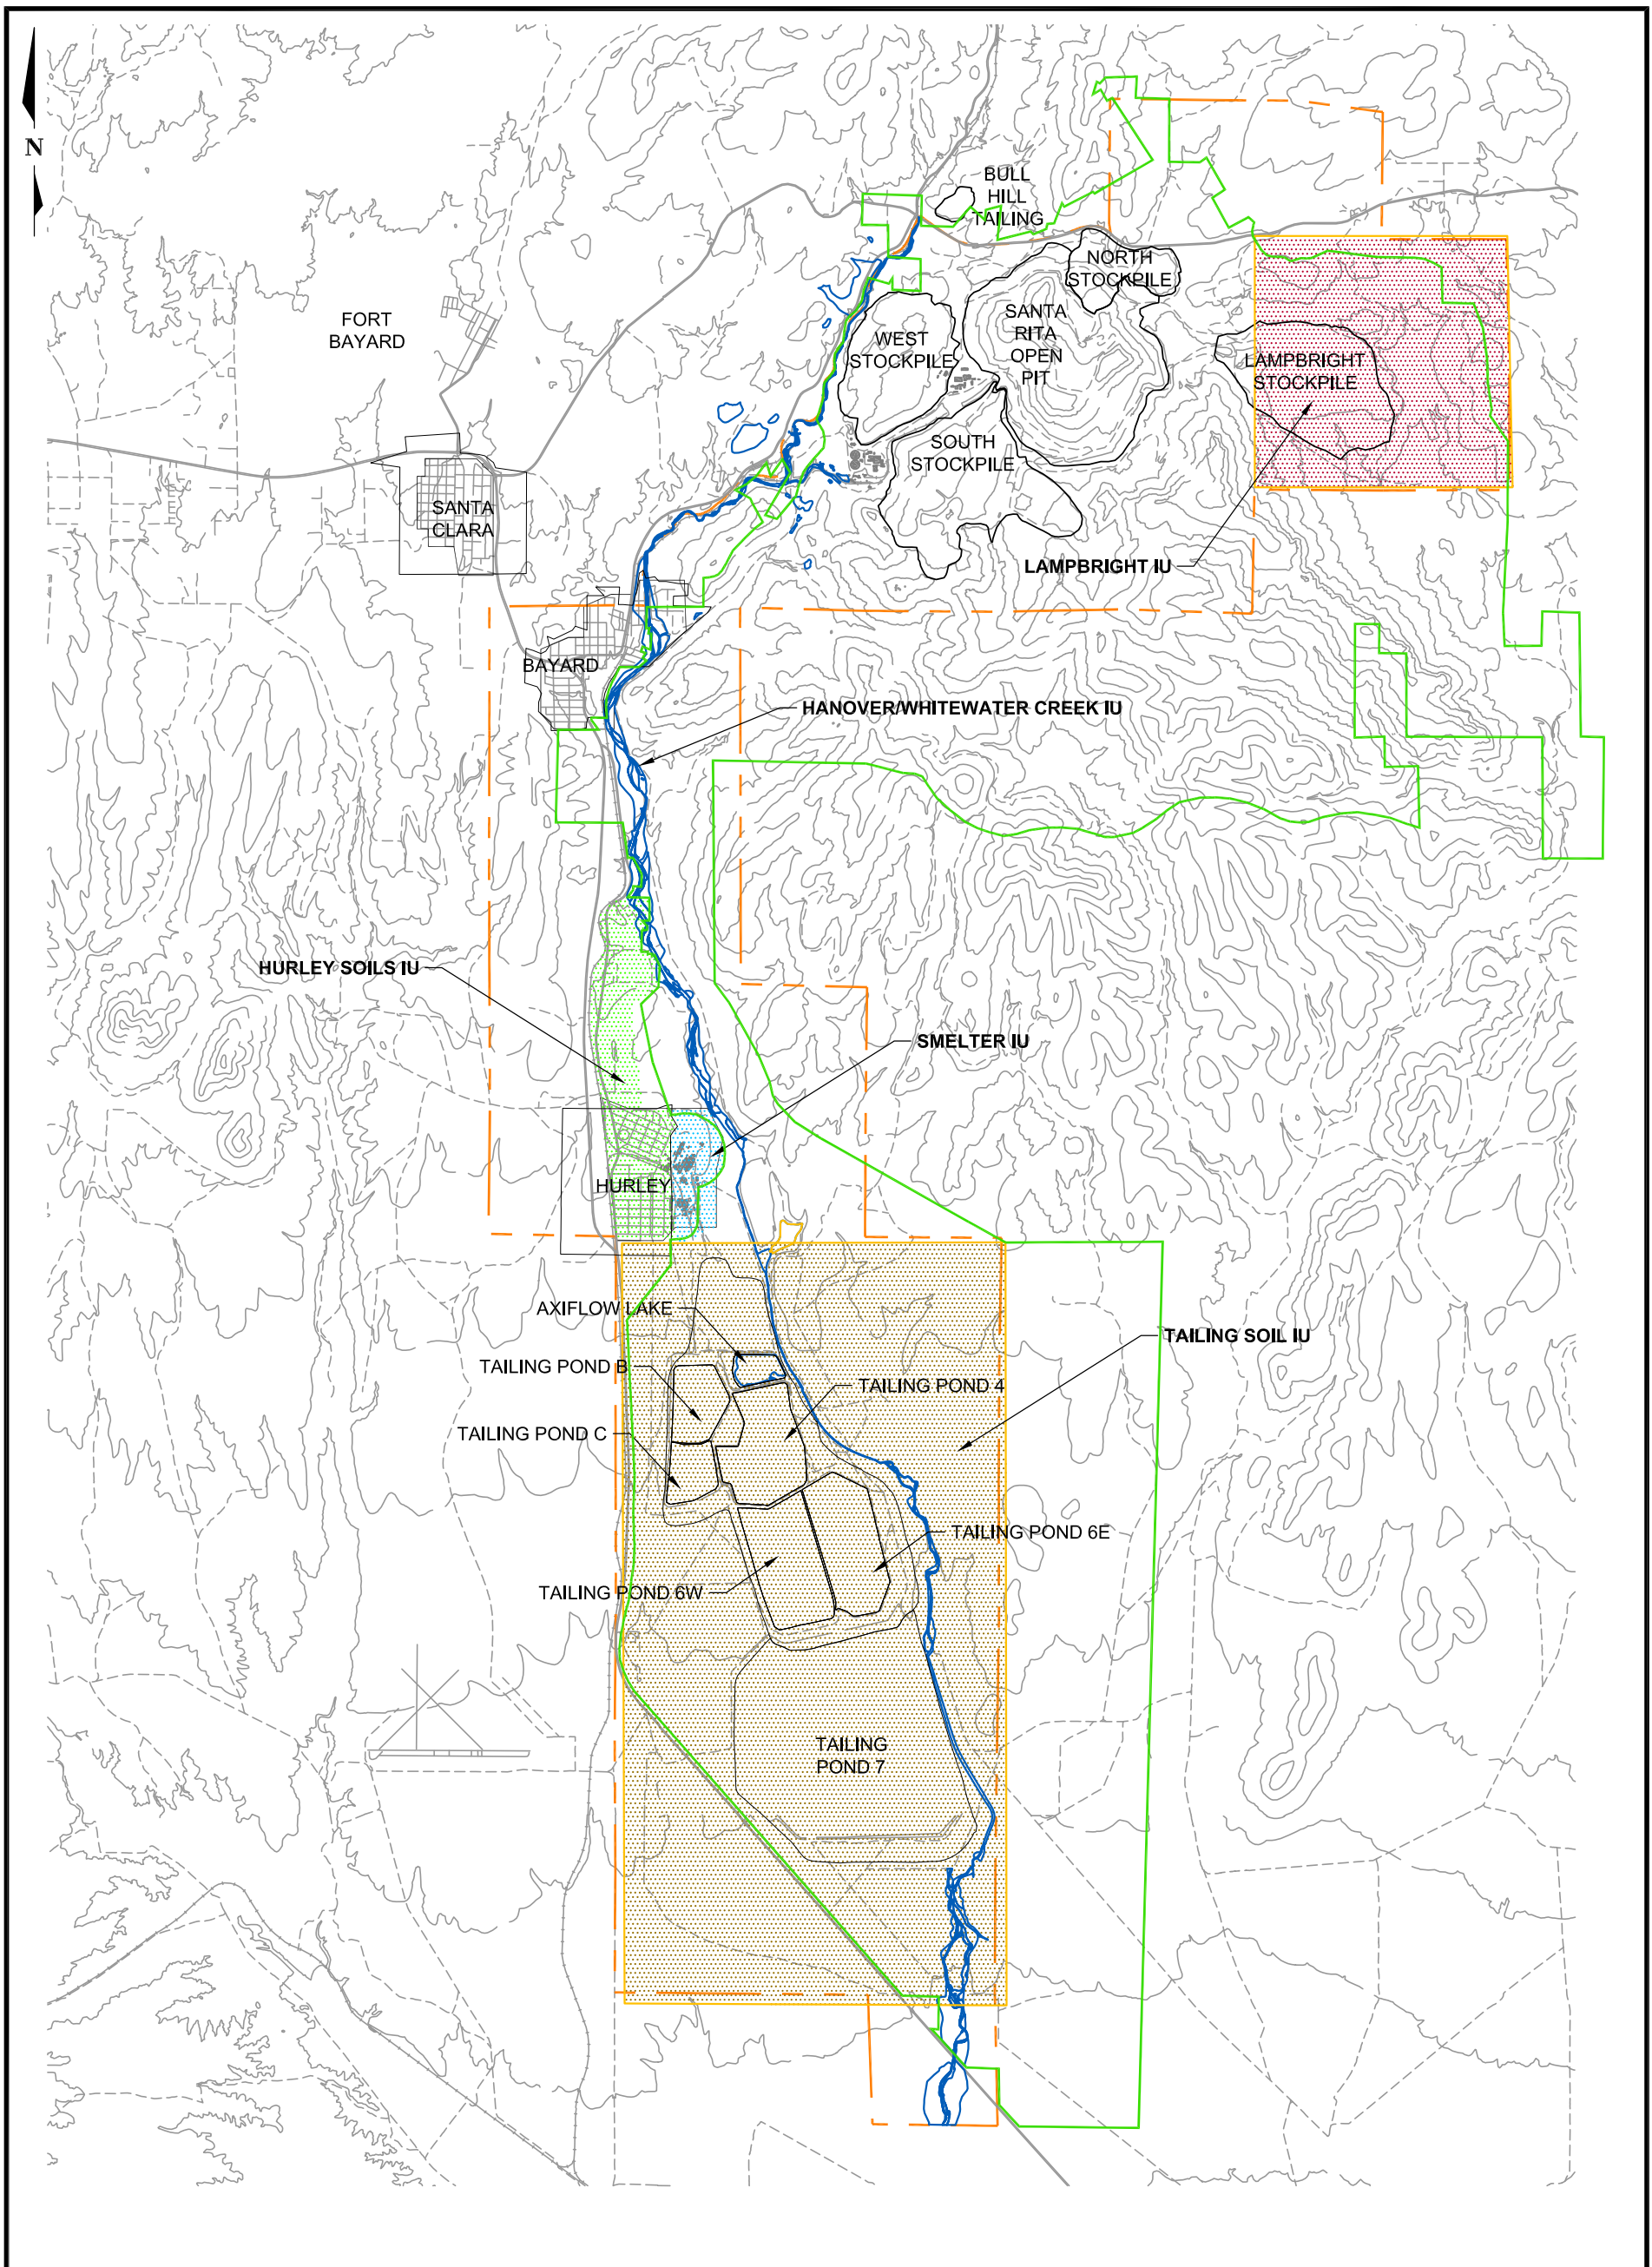 N
BULL
HILL
TAILING
NORTH
STOCKPILE
FORT
BAYARD
SANTA
RITA
OPEN
PIT
WEST
STOCKPILE
LAMPBRIGHT
STOCKPILE
SOUTH
STOCKPILE
SANTA
CLARA
LAMPBRIGHT IU
BAYARD
HANOVER/WHITEWATER CREEK IU
HURLEY SOILS IU
SMELTER IU
HURLEY
AXIFLOW LAKE
TAILING SOIL IU
TAILING POND B
TAILING POND 4
TAILING POND C
TAILING POND 6E
TAILING POND 6W
TAILING
POND 7